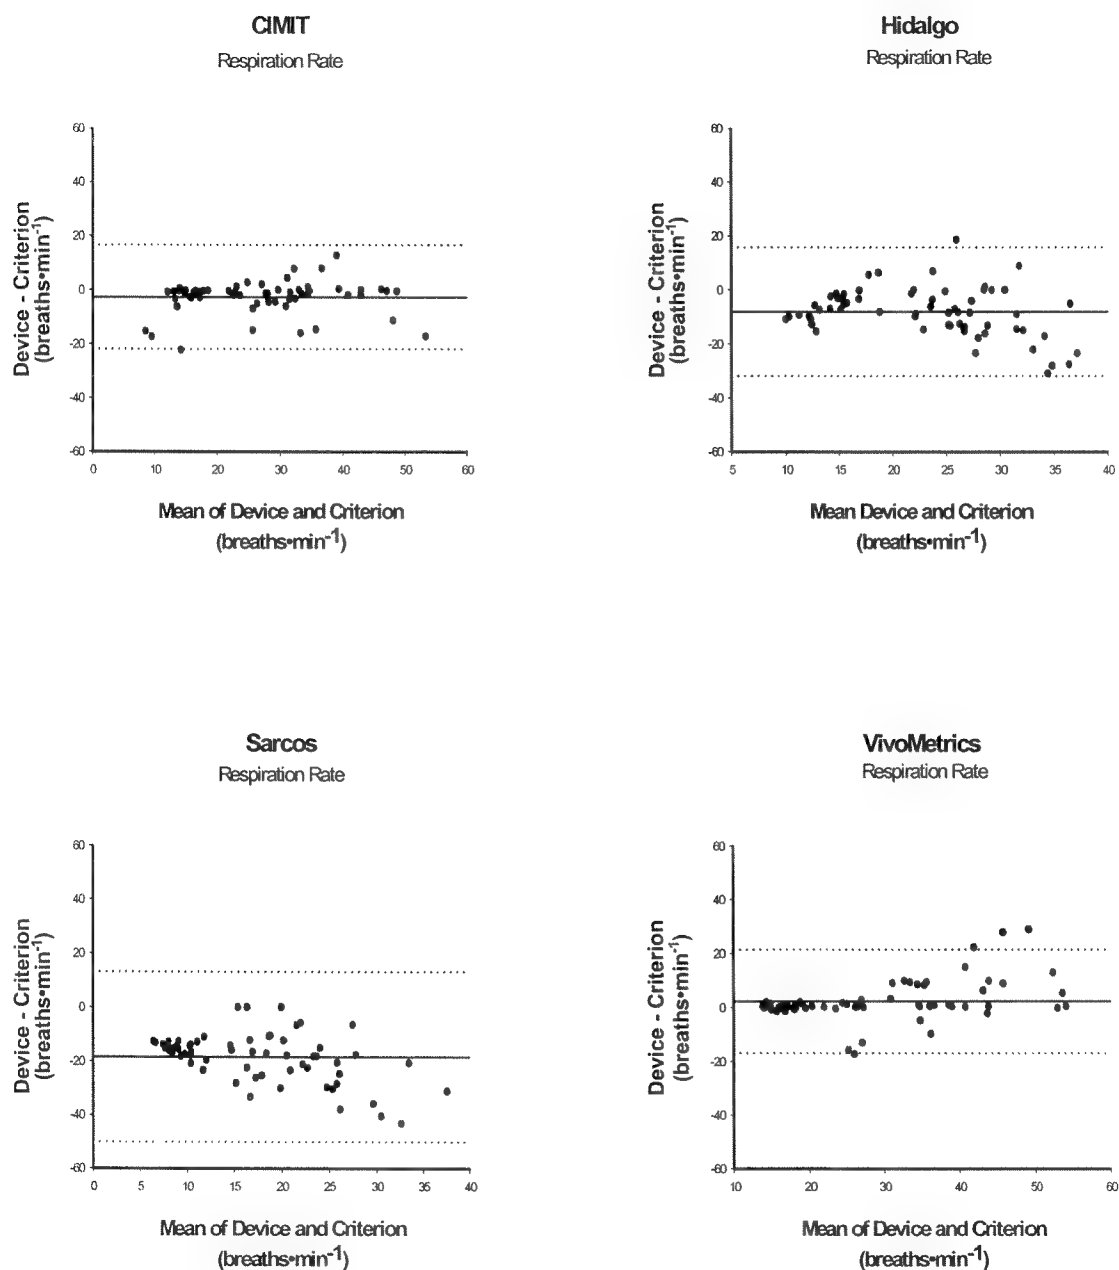 CIMIT
Respiration Rate
60
40
20
0
-20
-40
-60
Device - Criterion
(breaths•min-1)
0 10 20 30 40 50 60
Mean of Device and Criterion
(breaths•min-1)
Hidalgo
Respiration Rate
60
40
20
0
-20
-40
-60
Device - Criterion
(breaths•min-1)
5 10 15 20 25 30 35 40
Mean Device and Criterion
(breaths•min-1)
Sarcos
Respiration Rate
60
40
20
0
-20
-40
-60
Device - Criterion
(breaths•min-1)
0 5 10 15 20 25 30 35 40
Mean of Device and Criterion
(breaths•min-1)
VivoMetrics
Respiration Rate
60
40
20
0
-20
-40
-60
Device - Criterion
(breaths•min-1)
10 20 30 40 50 60
Mean of Device and Criterion
(breaths•min-1)